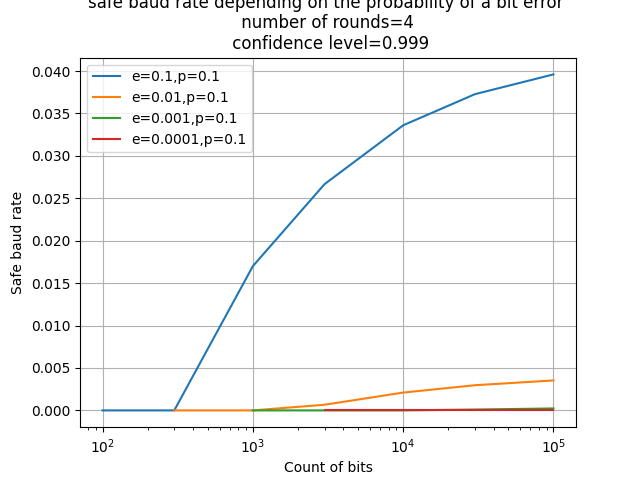 safe baud rate depending on the probability of a bit error
number of rounds=4
confidence level=0.999
e=0.1,p=0.1
e=0.01,p=0.1
e=0.001,p=0.1
e=0.0001,p=0.1
0.040
0.035
0.030
0.025
0.020
0.015
0.010
0.005
0.000
Safe baud rate
10² 10³ 10⁴ 10⁵
Count of bits